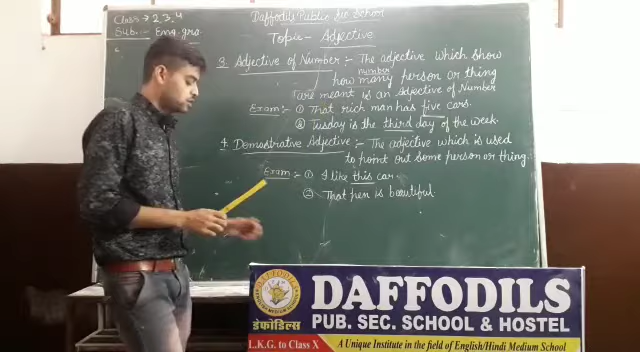 Class → 2, 3, 4
Daffodils Public Sec School
Sub. :- Eng. gra.
Topic - Adjective
3. Adjective of Number :- The adjective which show
how many number person or thing
are meant is an Adjective of Number
Exam :- ① That rich man has five cars.
② Tuesday is the third day of the week.
4. Demostrative Adjective :- The adjective which is used
to point out some person or thing.
Exam :- ① I like this car
② That pen is beautiful.
DAFFODILS
डेफोडिल्स
PUB. SEC. SCHOOL & HOSTEL
L.K.G. to Class X
A Unique Institute in the field of English/Hindi Medium School